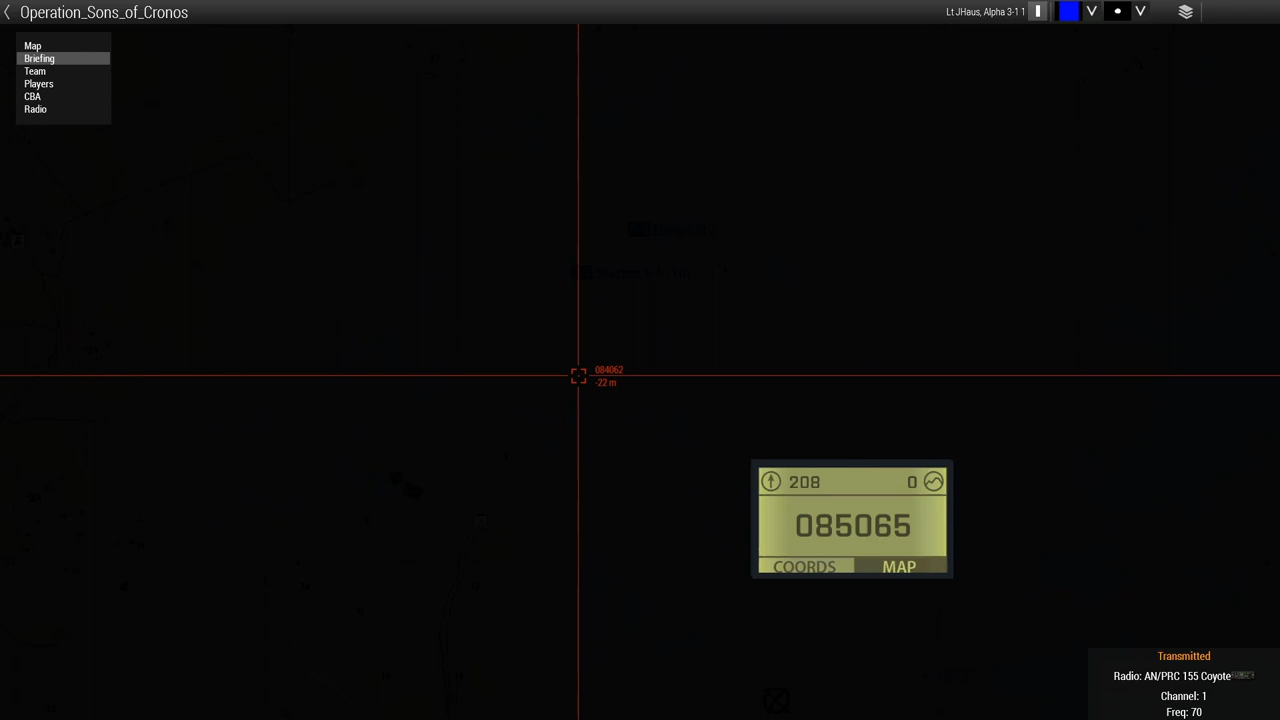 Operation_Sons_of_Cronos
Lt JHaus, Alpha 3-1 1
Map
Briefing
Team
Players
CBA
Radio
084062
-22 m
208 0
085065
COORDS MAP
Transmitted
Radio: AN/PRC 155 Coyote
Channel: 1
Freq: 70